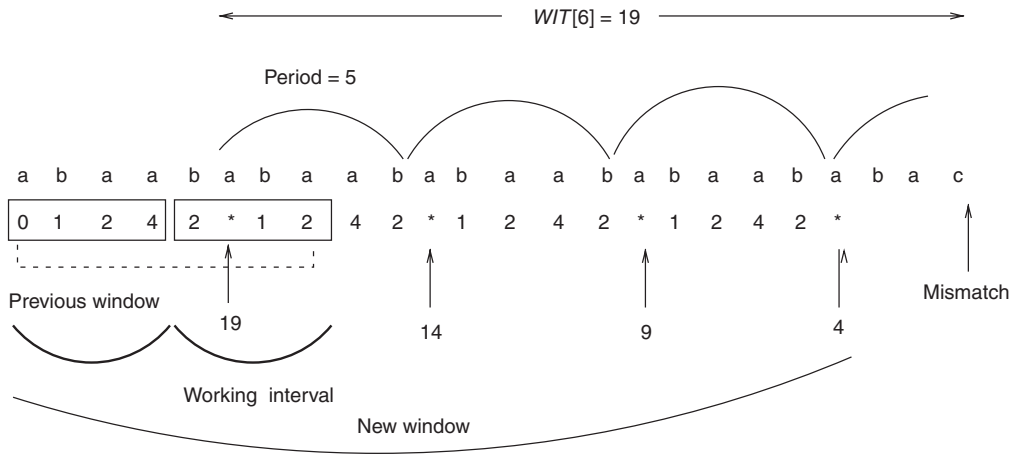 WIT[6] = 19
Period = 5
a b a a b a b a a b a b a a b a b a a b a b a c
0 1 2 4 2 * 1 2 4 2 * 1 2 4 2 * 1 2 4 2 *
Previous window
19
14
9
4
Mismatch
Working interval
New window